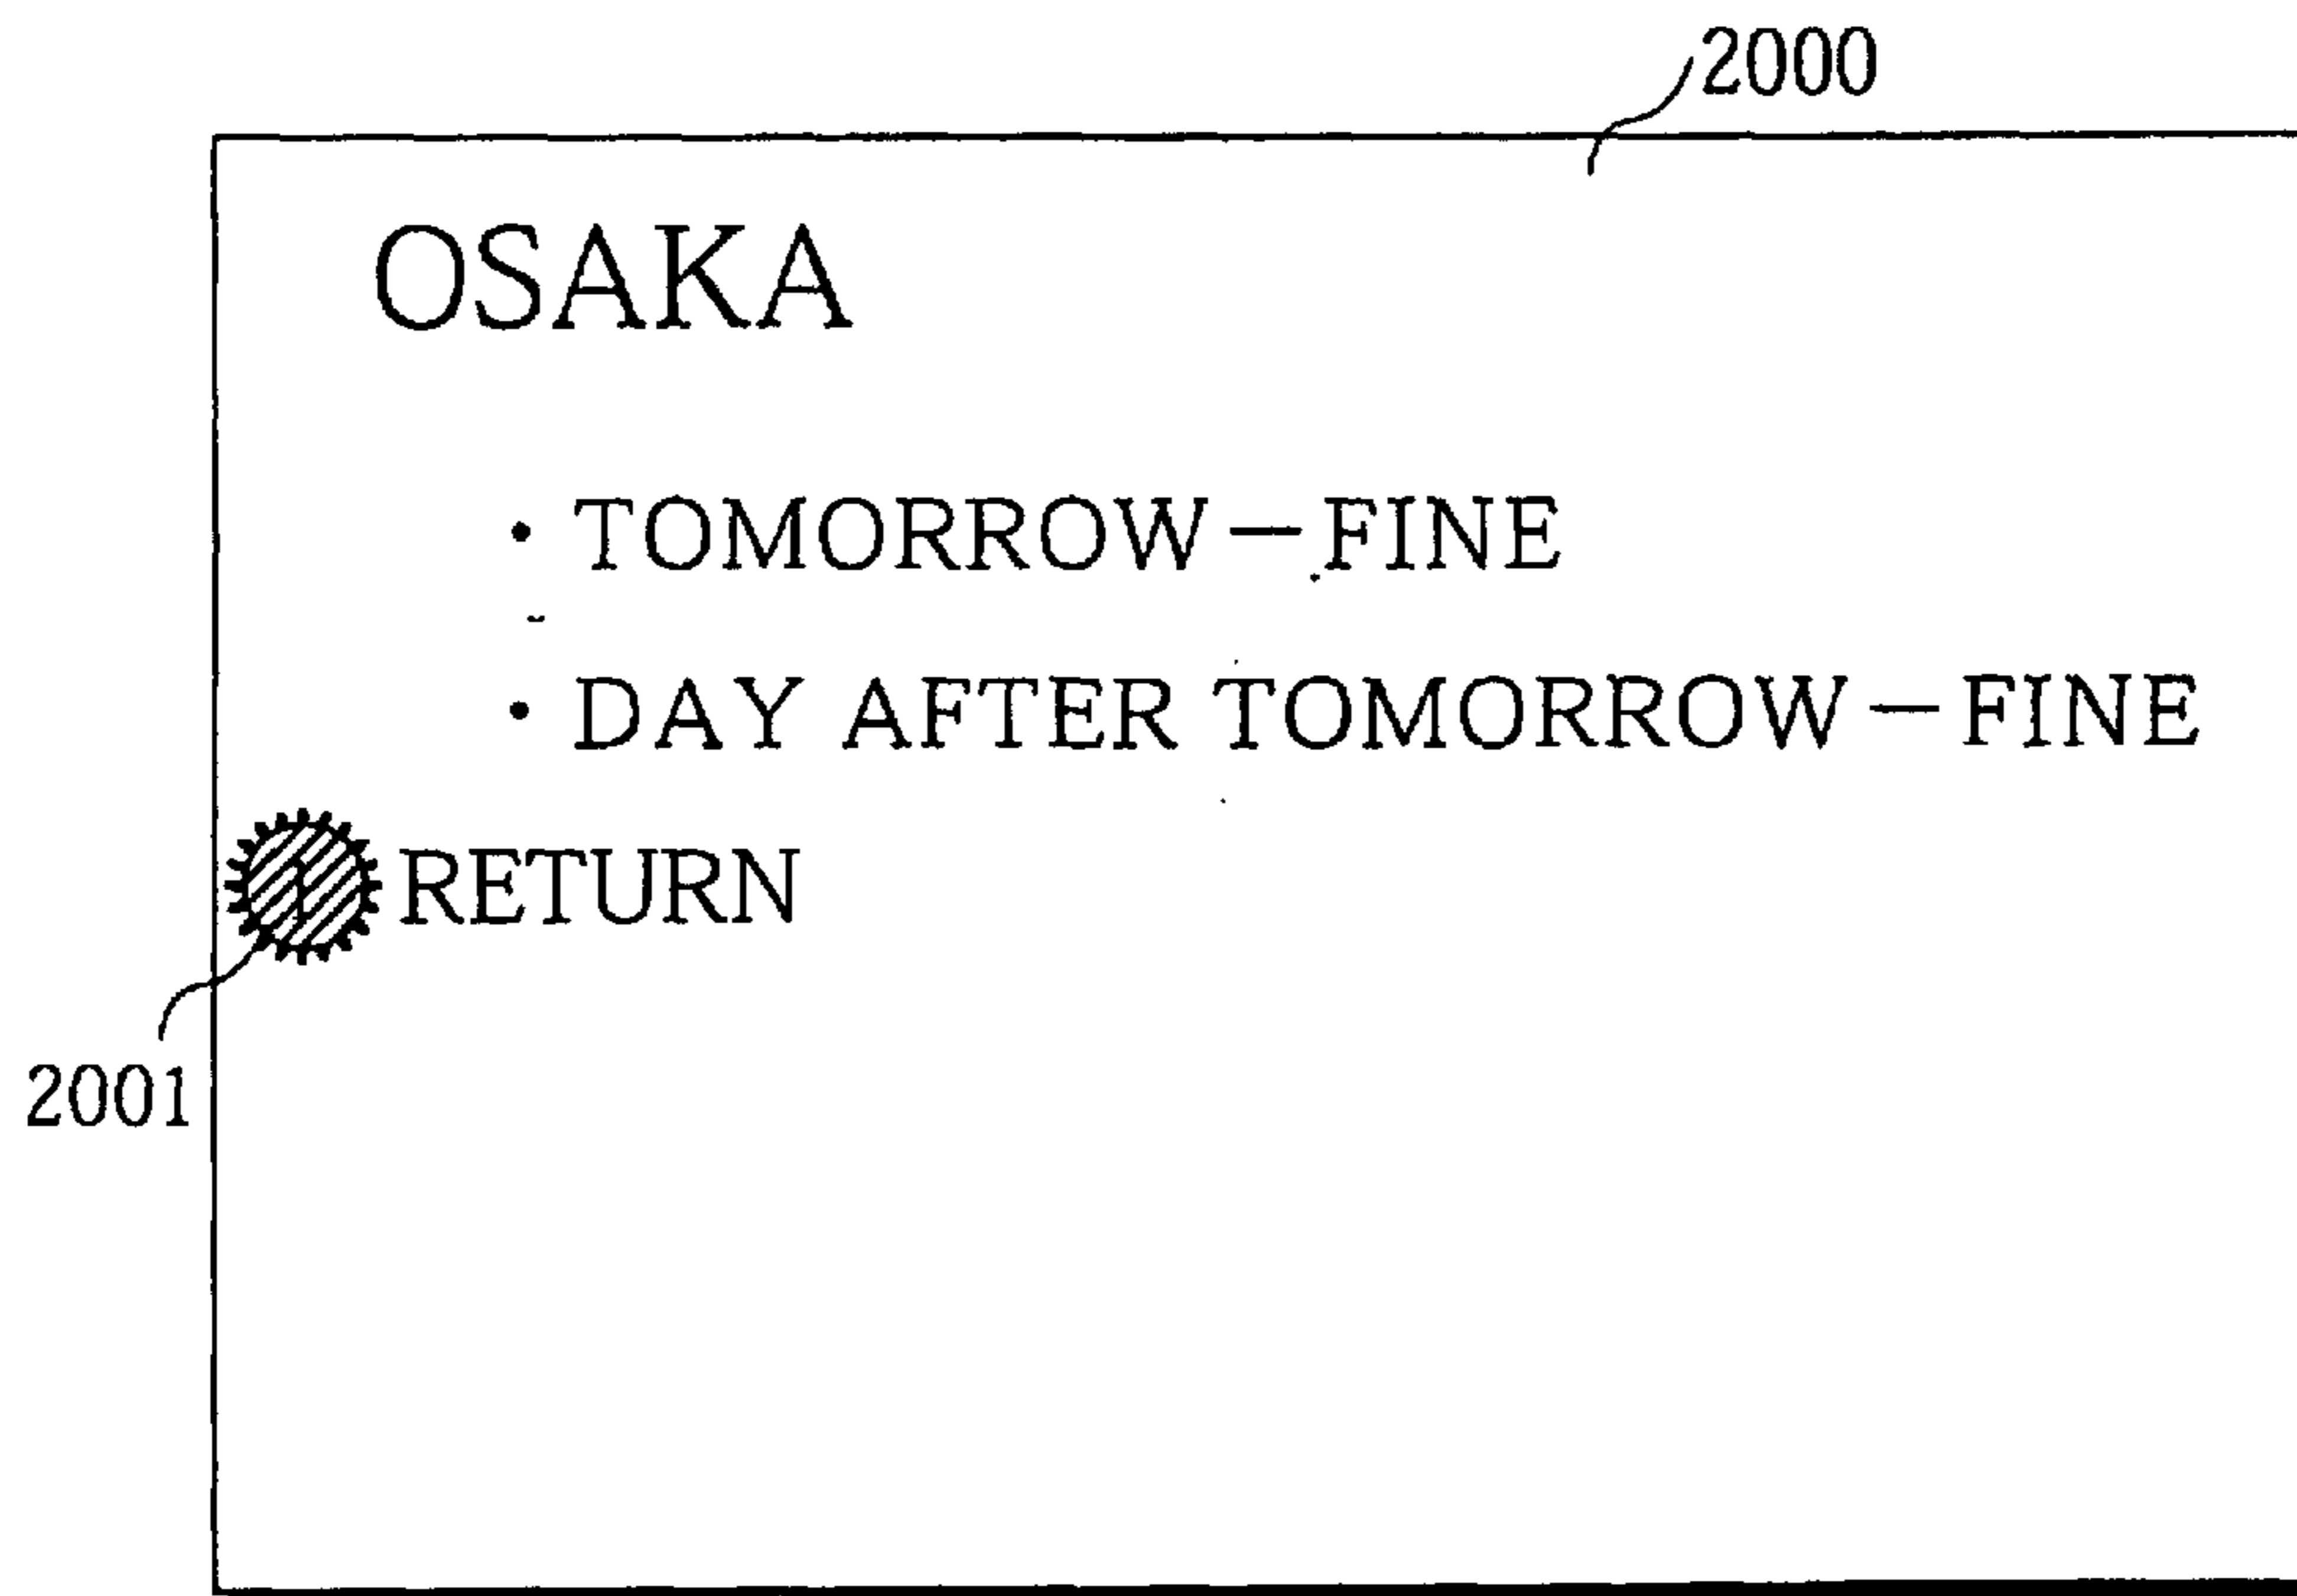 2000
OSAKA
・TOMORROW—FINE
・DAY AFTER TOMORROW—FINE
RETURN
2001